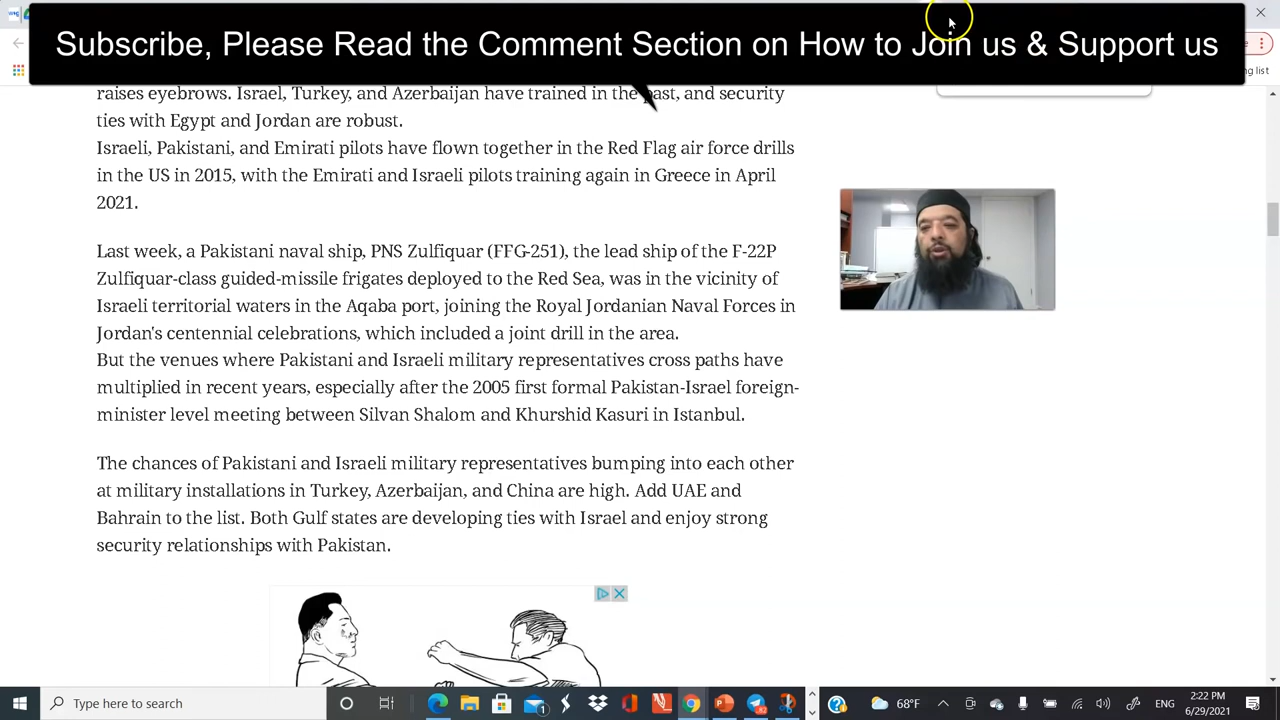 Subscribe, Please Read the Comment Section on How to Join us & Support us
ng list
raises eyebrows. Israel, Turkey, and Azerbaijan have trained in the past, and security
ties with Egypt and Jordan are robust.
Israeli, Pakistani, and Emirati pilots have flown together in the Red Flag air force drills
in the US in 2015, with the Emirati and Israeli pilots training again in Greece in April
2021.
Last week, a Pakistani naval ship, PNS Zulfiquar (FFG-251), the lead ship of the F-22P
Zulfiquar-class guided-missile frigates deployed to the Red Sea, was in the vicinity of
Israeli territorial waters in the Aqaba port, joining the Royal Jordanian Naval Forces in
Jordan's centennial celebrations, which included a joint drill in the area.
But the venues where Pakistani and Israeli military representatives cross paths have
multiplied in recent years, especially after the 2005 first formal Pakistan-Israel foreign-
minister level meeting between Silvan Shalom and Khurshid Kasuri in Istanbul.
The chances of Pakistani and Israeli military representatives bumping into each other
at military installations in Turkey, Azerbaijan, and China are high. Add UAE and
Bahrain to the list. Both Gulf states are developing ties with Israel and enjoy strong
security relationships with Pakistan.
Type here to search
1
68°F
ENG
2:22 PM
6/29/2021